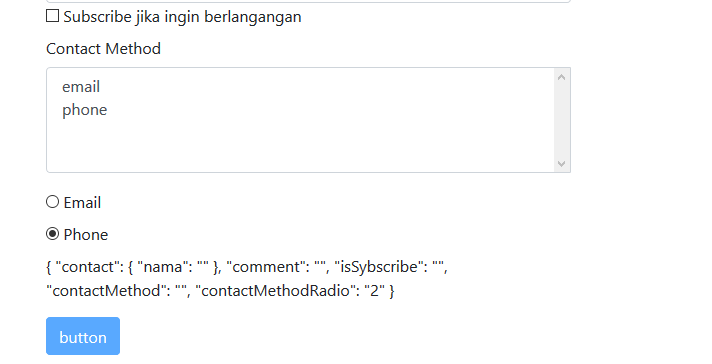 Subscribe jika ingin berlangangan
Contact Method
email
phone
Email
Phone
{ "contact": { "nama": "" }, "comment": "", "isSybscribe": "",
"contactMethod": "", "contactMethodRadio": "2" }
button